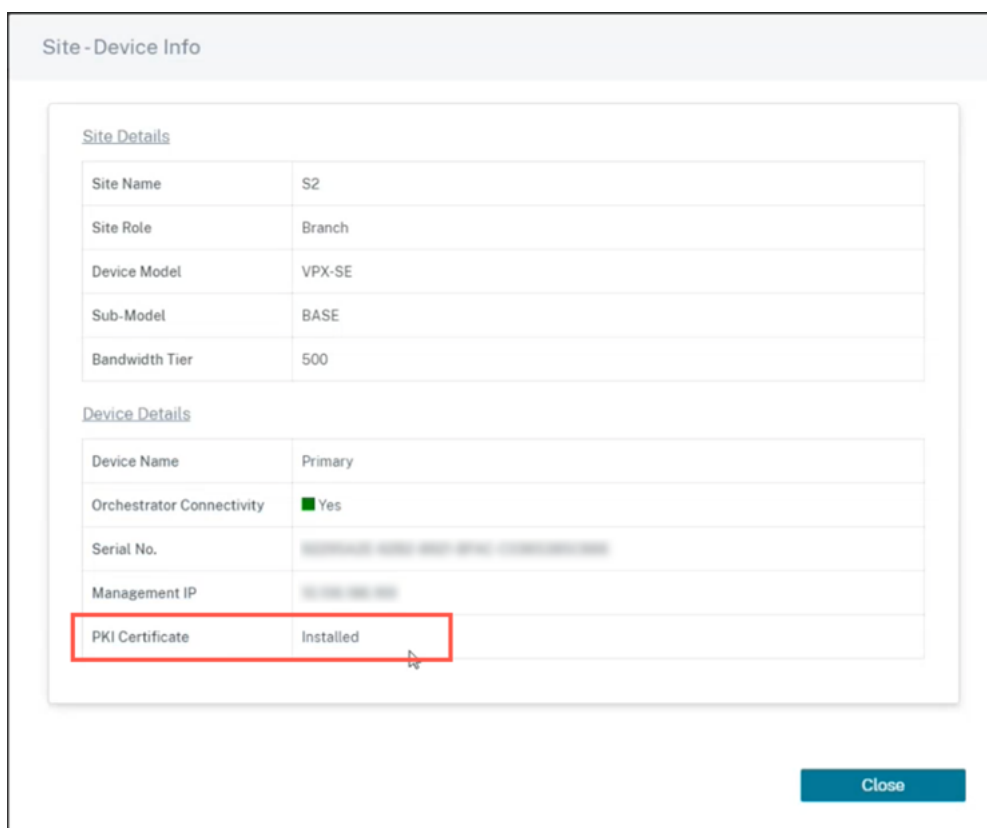 Site - Device Info
Site Details
Site Name S2
Site Role Branch
Device Model VPX-SE
Sub-Model BASE
Bandwidth Tier 500
Device Details
Device Name Primary
Orchestrator Connectivity Yes
Serial No.
Management IP
PKI Certificate Installed
Close